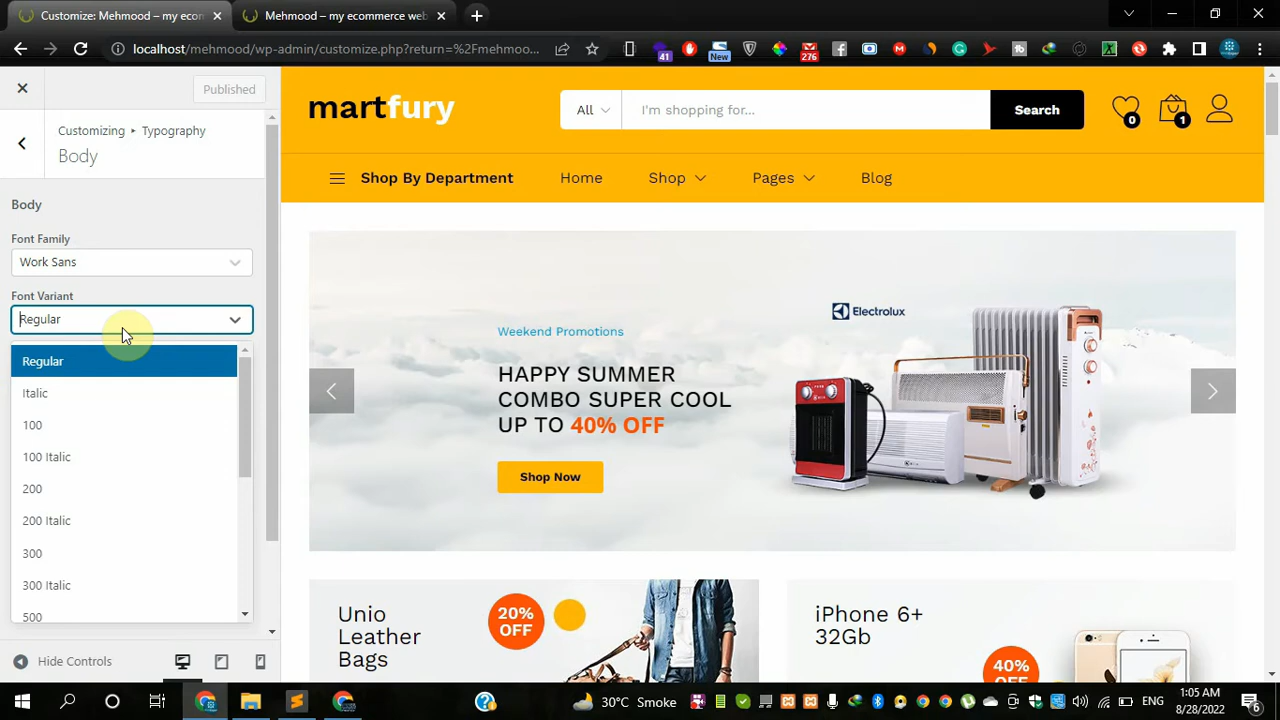 Customize: Mehmood – my ecom
Mehmood – my ecommerce web
localhost/mehmood/wp-admin/customize.php?return=%2Fmehmoo...
41
New
276
Published
Customizing ▸ Typography
Body
Body
Font Family
Work Sans
Font Variant
Regular
Regular
Italic
100
100 Italic
200
200 Italic
300
300 Italic
500
Hide Controls
martfury
All
I'm shopping for...
Search
0
1
Shop By Department
Home
Shop
Pages
Blog
Electrolux
Weekend Promotions
HAPPY SUMMER
COMBO SUPER COOL
UP TO 40% OFF
Shop Now
Unio
Leather
Bags
20%
OFF
iPhone 6+
32Gb
40%
OFF
30°C Smoke
ENG
1:05 AM
8/28/2022
6